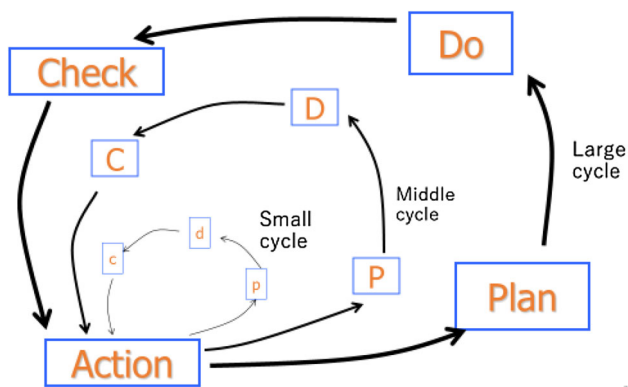 Do
Check
D
C
Large
cycle
Middle
cycle
Small
cycle
d
c
p
P
Plan
Action